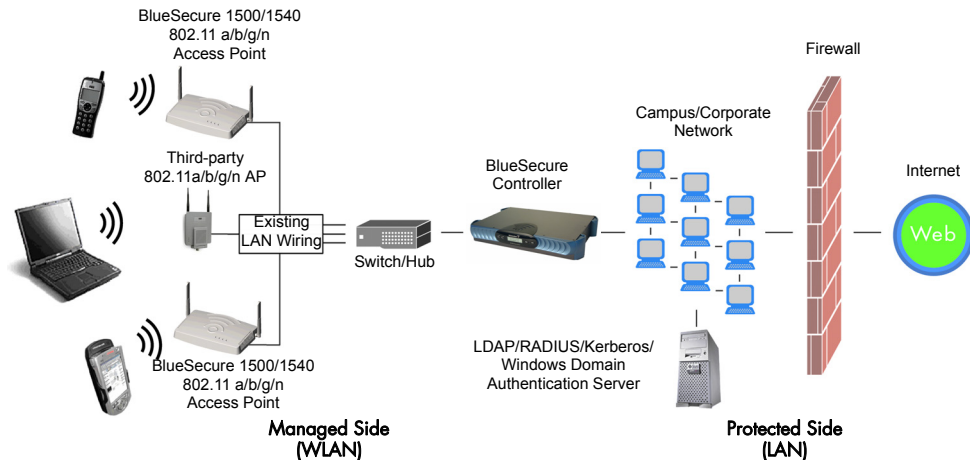 BlueSecure 1500/1540
802.11 a/b/g/n
Access Point
Firewall
Campus/Corporate
Network
Third-party
802.11a/b/g/n AP
BlueSecure
Controller
Internet
Existing
LAN Wiring
Web
Switch/Hub
BlueSecure 1500/1540
802.11 a/b/g/n
Access Point
LDAP/RADIUS/Kerberos/
Windows Domain
Authentication Server
Managed Side
(WLAN)
Protected Side
(LAN)